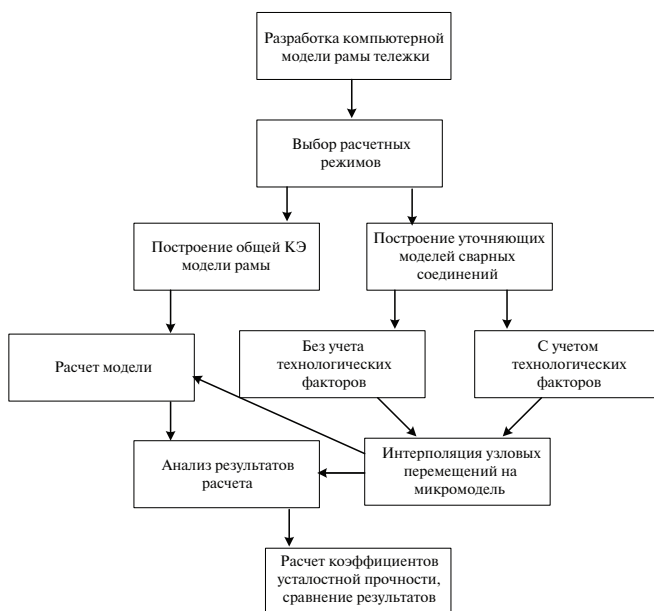 Разработка компьютерной
модели рамы тележки
Выбор расчетных
режимов
Построение общей КЭ
модели рамы
Построение уточняющих
моделей сварных
соединений
Расчет модели
Без учета
технологических
факторов
С учетом
технологических
факторов
Анализ результатов
расчета
Интерполяция узловых
перемещений на
микромодель
Расчет коэффициентов
усталостной прочности,
сравнение результатов